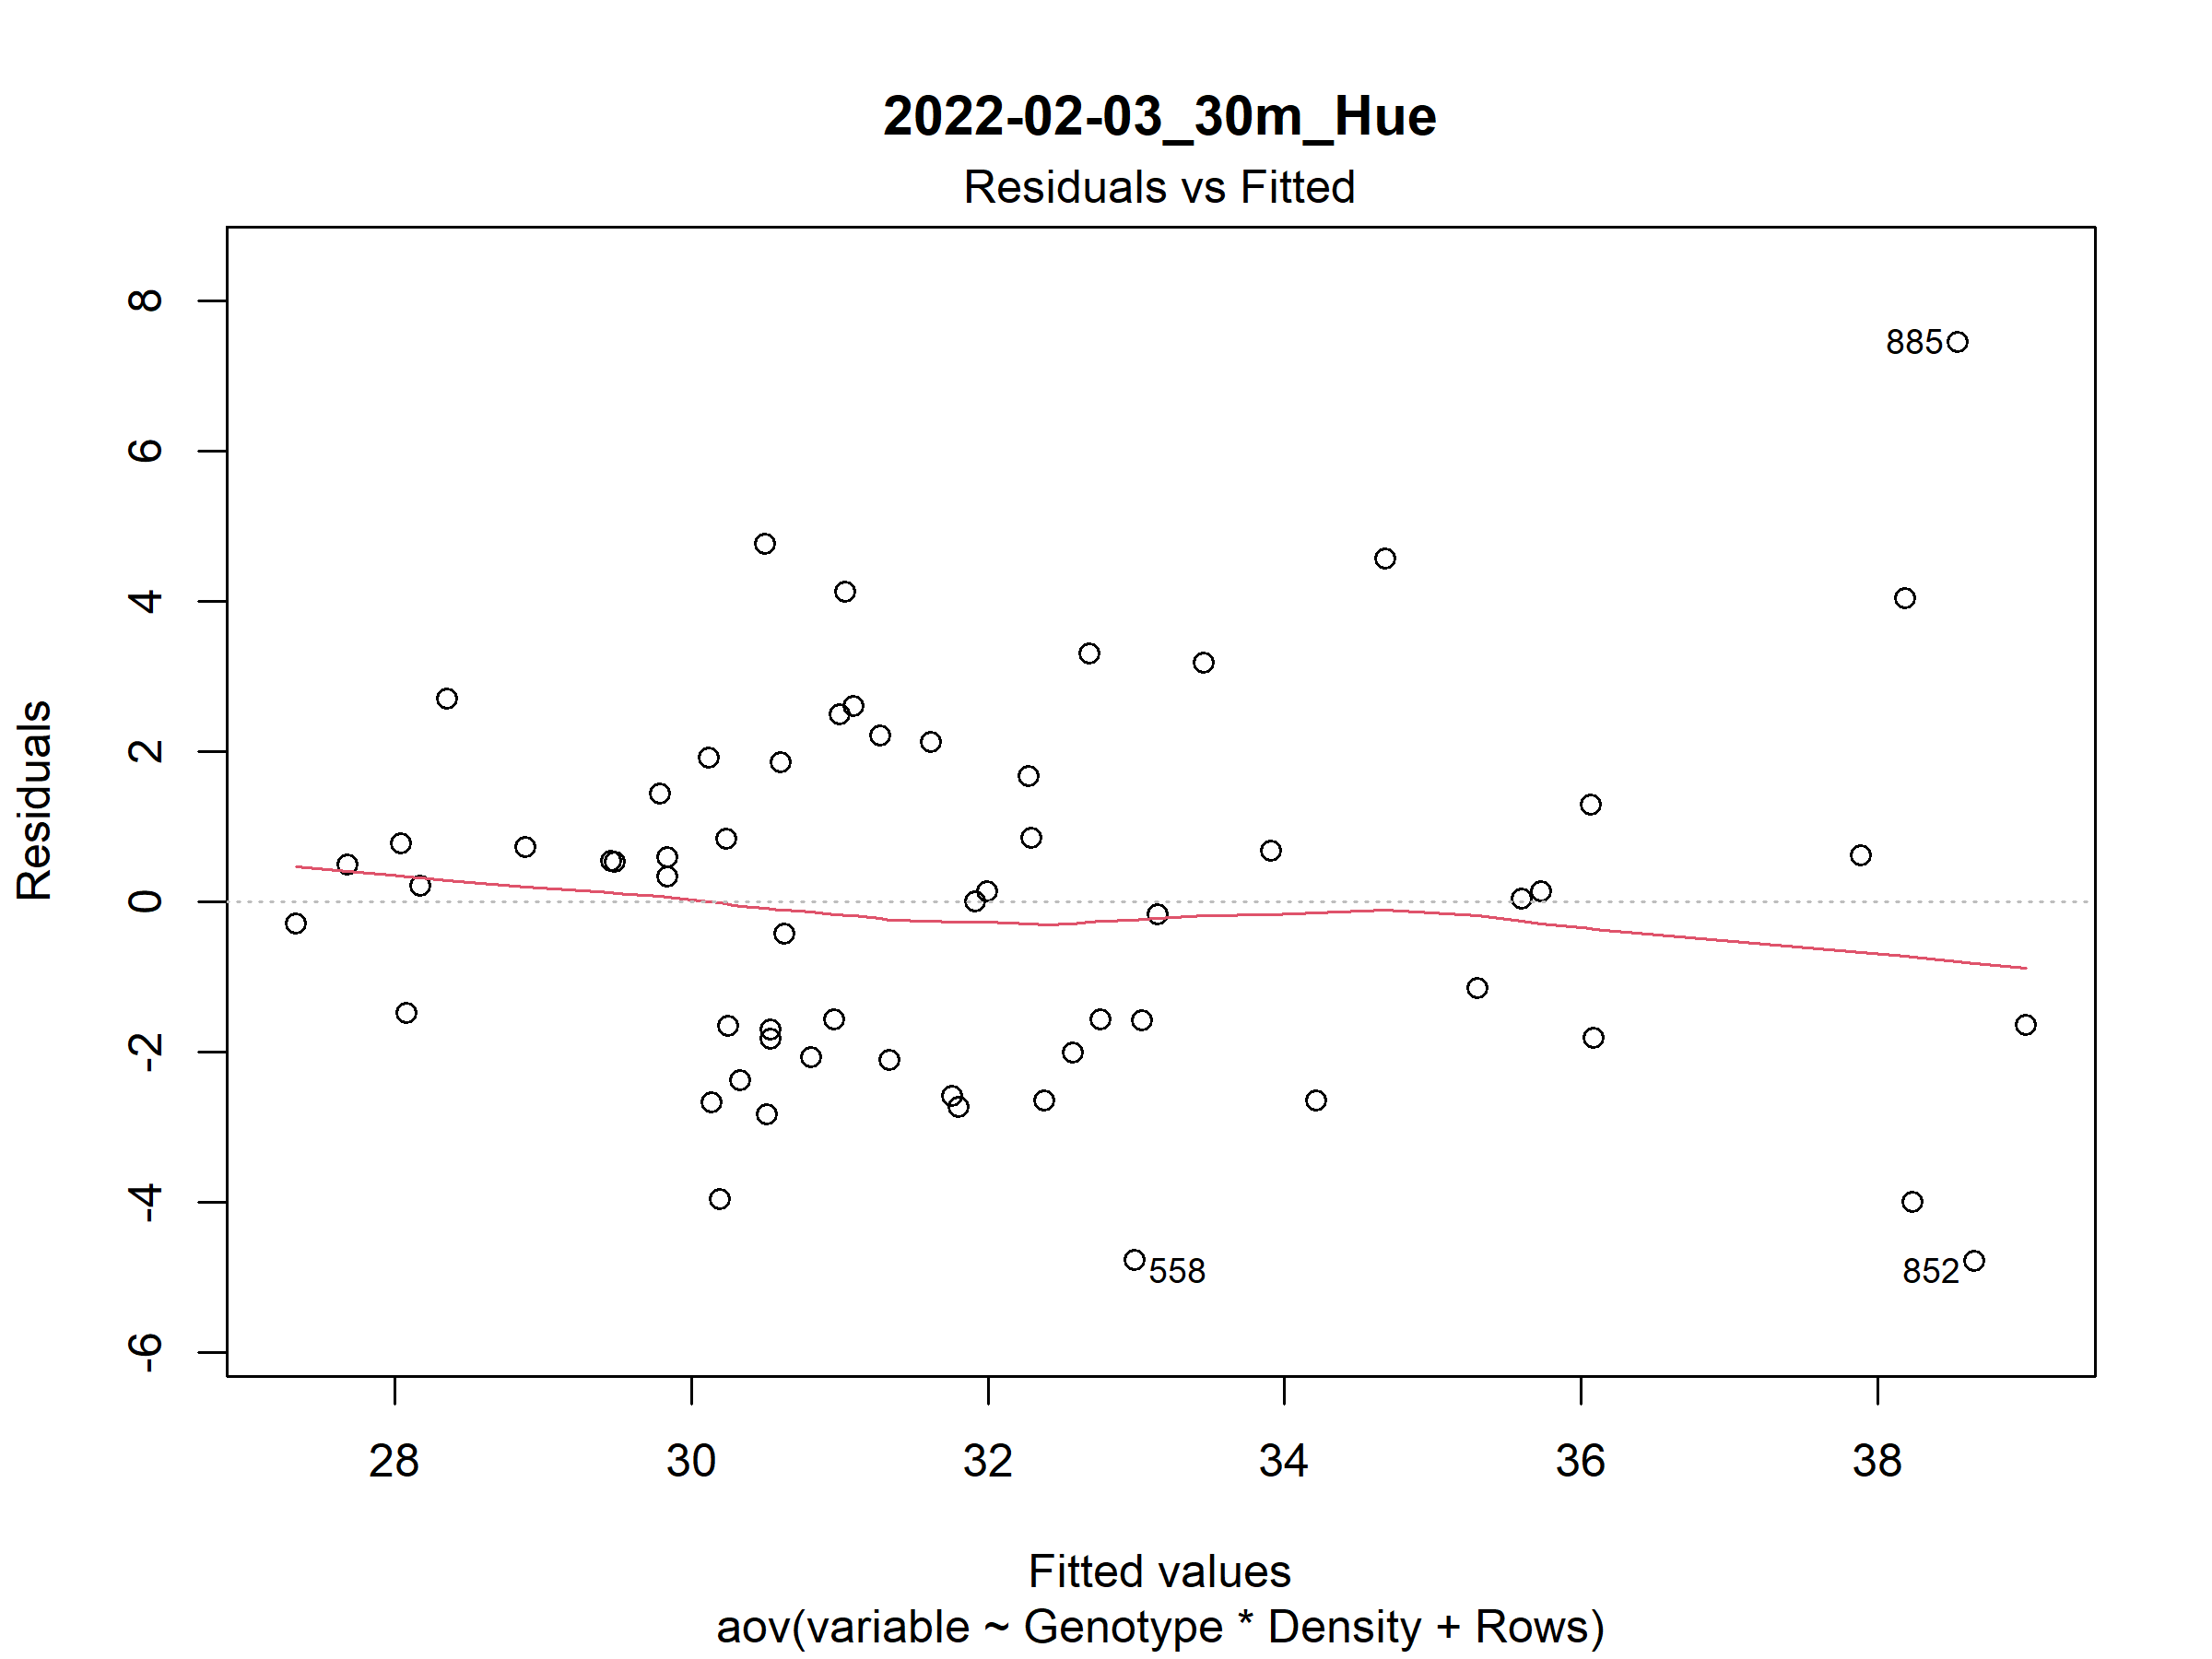 2022-02-03_30m_Hue
Residuals vs Fitted
Residuals
8
6
4
2
0
-2
-4
-6
885
558
852
28 30 32 34 36 38
Fitted values
aov(variable ~ Genotype * Density + Rows)